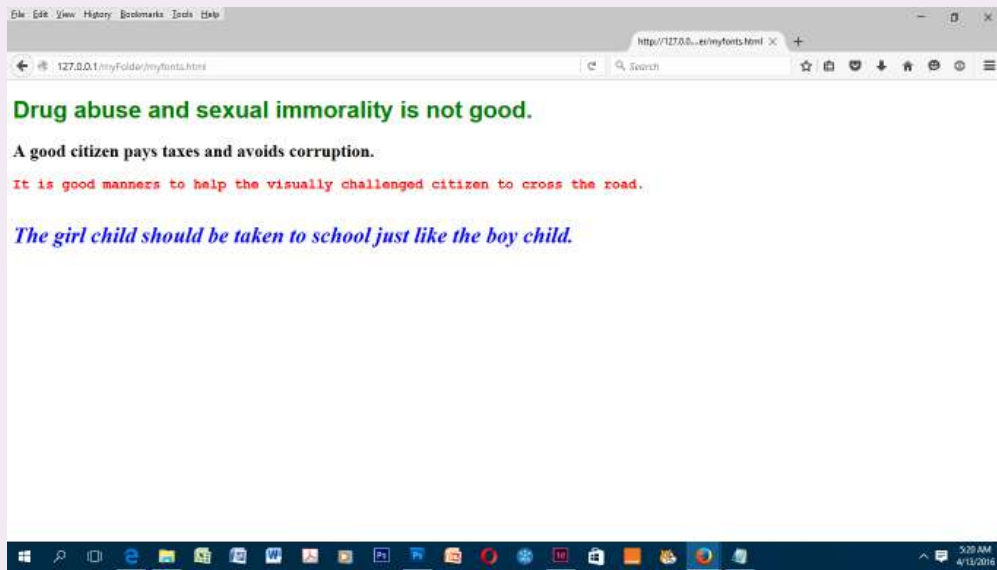 File Edit View History Bookmarks Tools Help
http://127.0.0...er/myfonts.html
127.0.0.1/myFolder/myfonts.html
Search
Drug abuse and sexual immorality is not good.
A good citizen pays taxes and avoids corruption.
It is good manners to help the visually challenged citizen to cross the road.
The girl child should be taken to school just like the boy child.
5:20 AM
4/13/2016